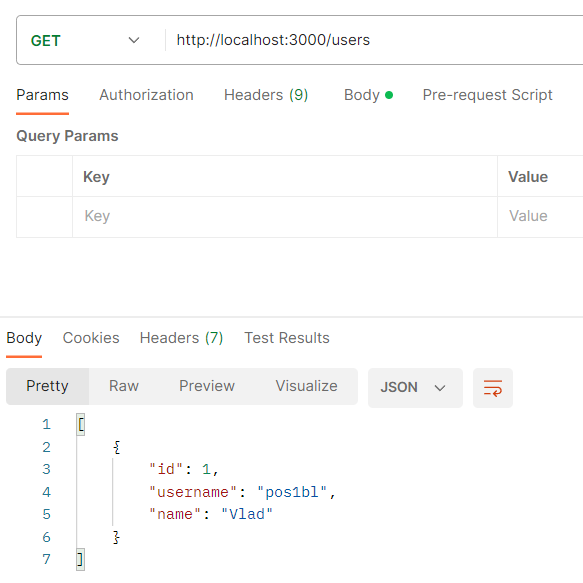 GET http://localhost:3000/users
Params Authorization Headers (9) Body Pre-request Script
Query Params
Key Value
Key Value
Body Cookies Headers (7) Test Results
Pretty Raw Preview Visualize JSON
1 [
2 {
3 "id": 1,
4 "username": "pos1bl",
5 "name": "Vlad"
6 }
7 ]